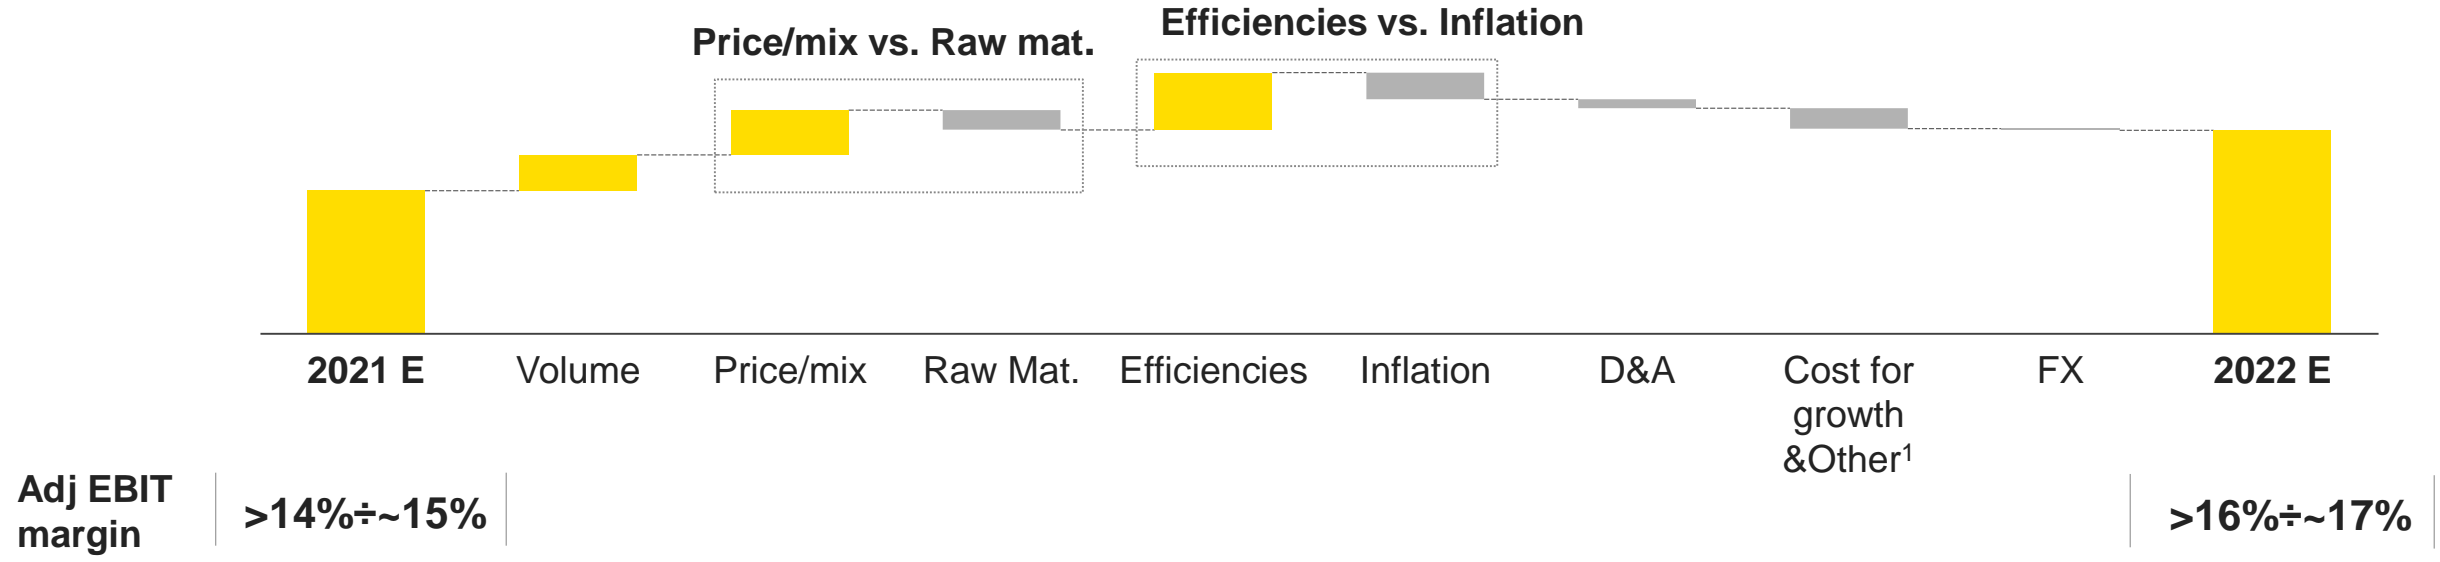 Price/mix vs. Raw mat.
Efficiencies vs. Inflation
2021 E
Volume
Price/mix
Raw Mat.
Efficiencies
Inflation
D&A
Cost for
growth
&Other¹
FX
2022 E
Adj EBIT
margin
>14%÷~15%
>16%÷~17%